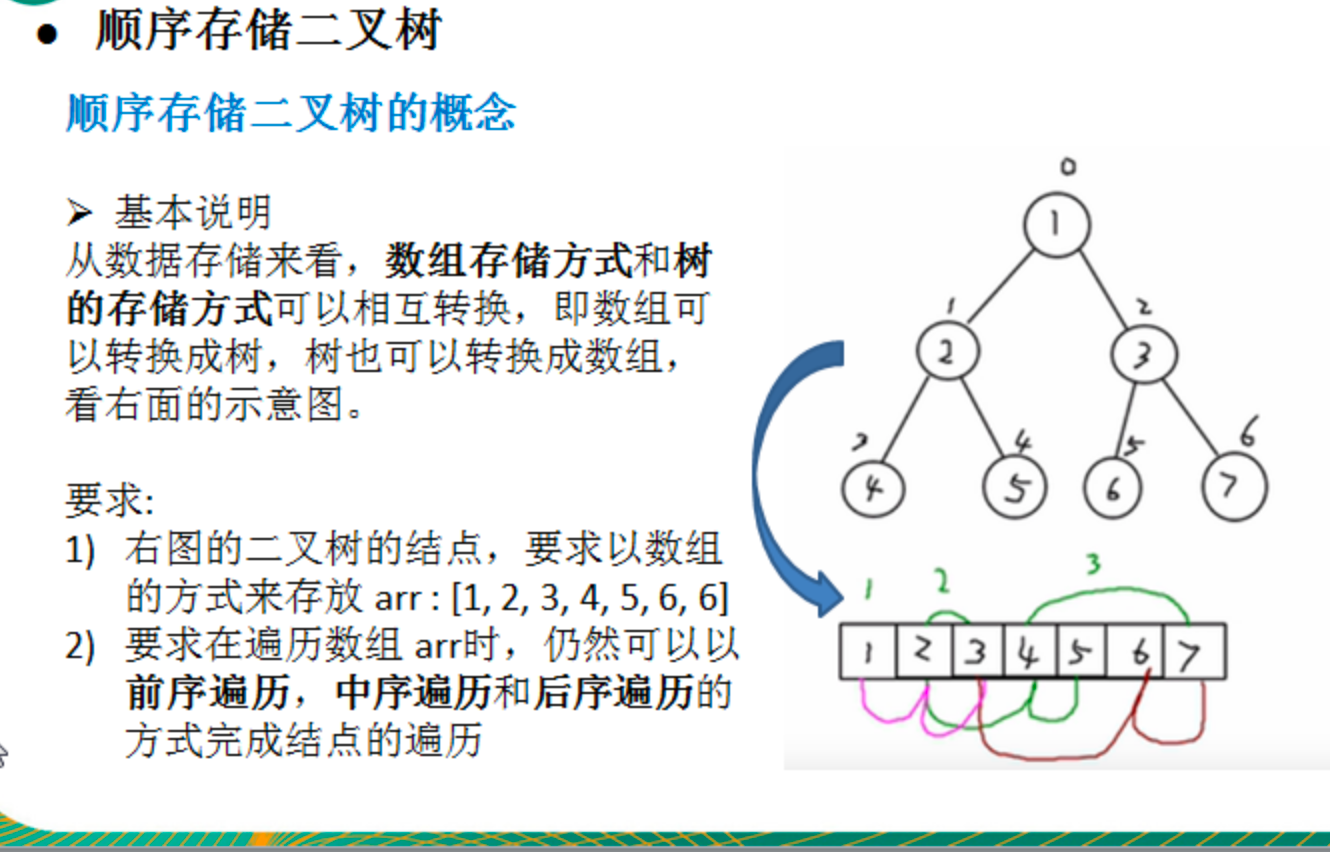 ● 顺序存储二叉树
顺序存储二叉树的概念
➢ 基本说明
从数据存储来看，数组存储方式和树
的存储方式可以相互转换，即数组可
以转换成树，树也可以转换成数组，
看右面的示意图。
要求:
1) 右图的二叉树的结点，要求以数组
的方式来存放 arr : [1, 2, 3, 4, 5, 6, 6]
2) 要求在遍历数组 arr时，仍然可以以
前序遍历，中序遍历和后序遍历的
方式完成结点的遍历
0
1
1 2
2 3
3 4 5 6
4 5 6 7
1 2 3
1 2 3 4 5 6 7